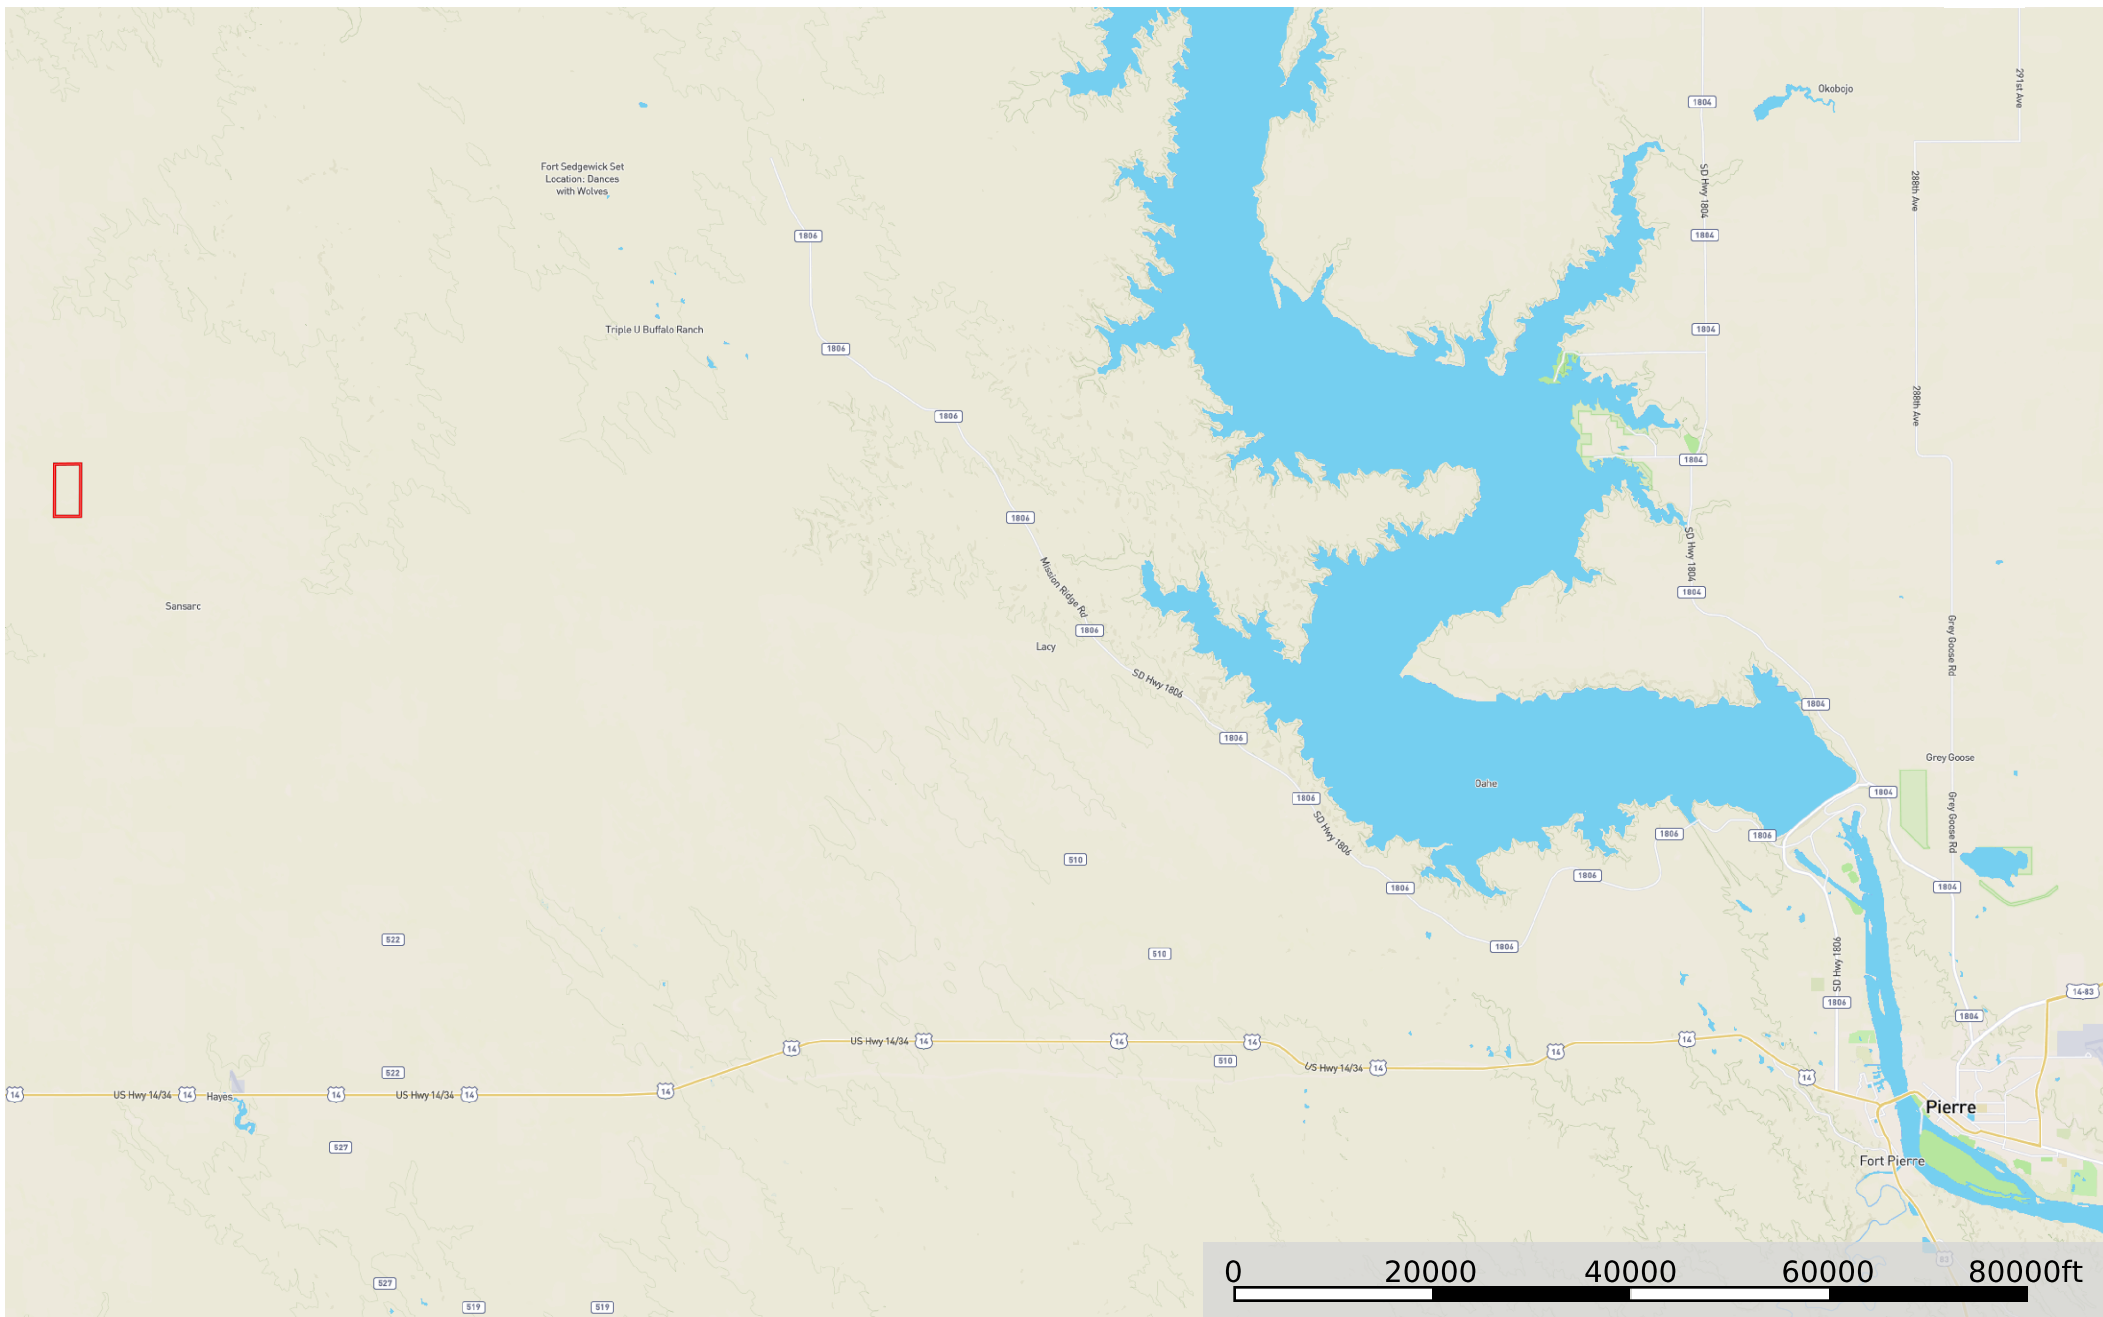 Okobojo
291st Ave
1804
Fort Sedgewick Set
Location: Dances
with Wolves
SD Hwy 1804
288th Ave
1806
1804
Triple U Buffalo Ranch
1804
1806
288th Ave
1806
1804
1806
SD Hwy 1804
Mission Ridge Rd
1804
Sansarc
1806
Grey Goose Rd
Lacy
SD Hwy 1806
1804
1806
Grey Goose
Oahe
1804
1806
Grey Goose Rd
SD Hwy 1806
1806
1806
510
1806
1806
1804
522
1806
510
SD Hwy 1806
14-83
1806
1804
14
US Hwy 14/34
14
14
14
510
US Hwy 14/34
14
14
14
14
522
14
US Hwy 14/34
14
Hayes
14
US Hwy 14/34
14
14
Pierre
527
Fort Pierre
83
0
20000
40000
60000
80000ft
527
519
519